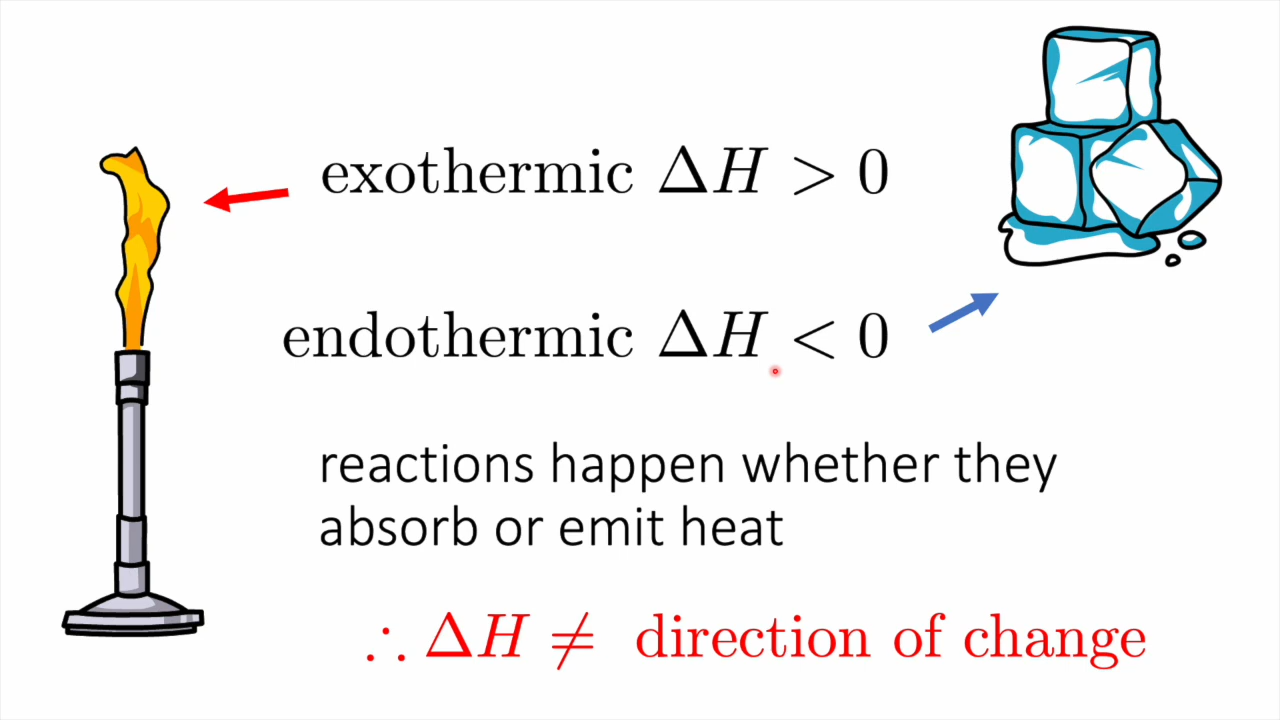 exothermic ΔH > 0
endothermic ΔH < 0
reactions happen whether they
absorb or emit heat
∴ ΔH ≠ direction of change